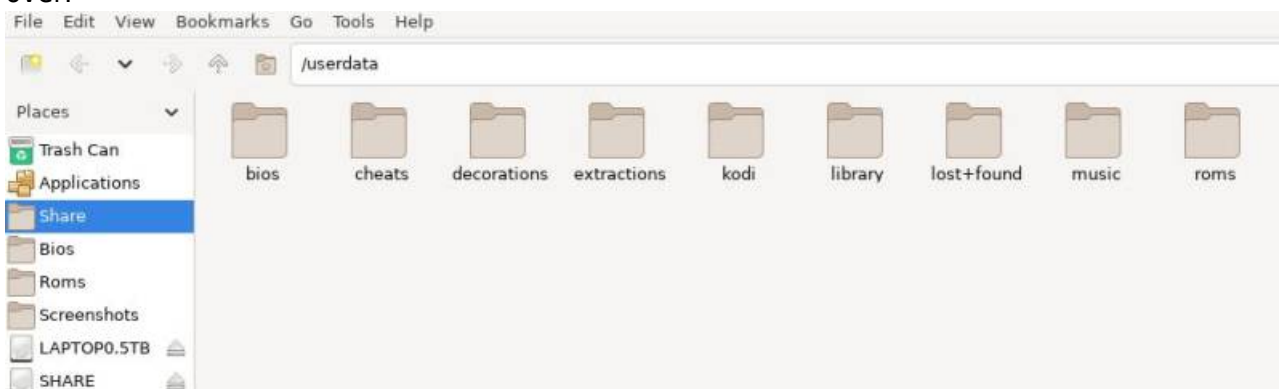 File Edit View Bookmarks Go Tools Help
/userdata
Places
Trash Can
Applications
Share
Bios
Roms
Screenshots
LAPTOP0.5TB
SHARE
bios cheats decorations extractions kodi library lost+found music roms